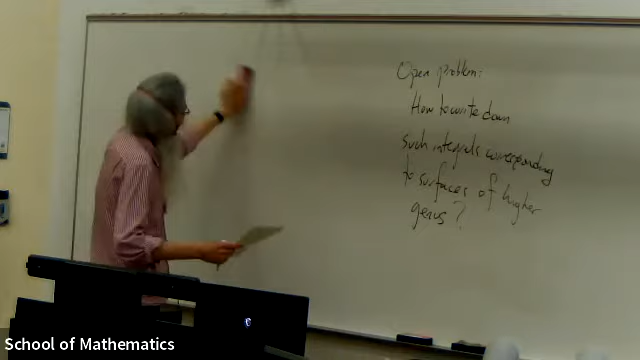 Open problem:
How to write down
such integrals corresponding
to surfaces of higher
genus?
School of Mathematics